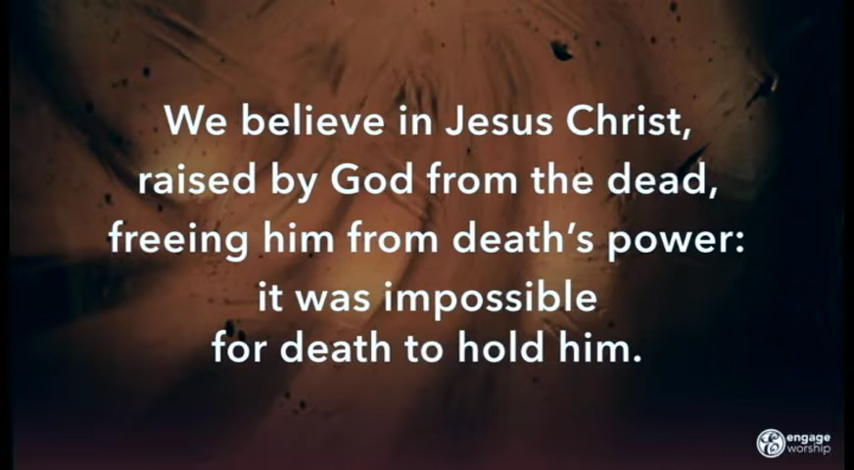 We believe in Jesus Christ,
raised by God from the dead,
freeing him from death's power:
it was impossible
for death to hold him.
engage
worship